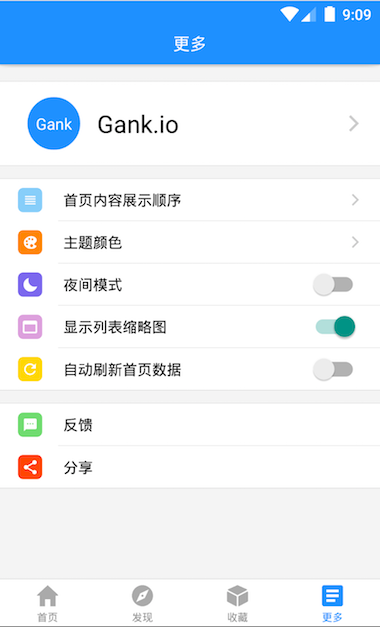 9:09
更多
Gank
Gank.io
首页内容展示顺序
主题颜色
夜间模式
显示列表缩略图
自动刷新首页数据
反馈
分享
首页
发现
收藏
更多